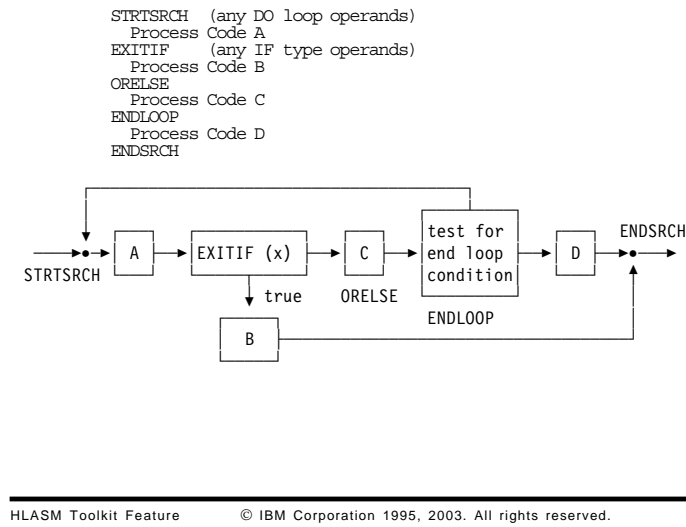 STRTSRCH (any DO loop operands)
Process Code A
EXITIF (any IF type operands)
Process Code B
ORELSE
Process Code C
ENDLOOP
Process Code D
ENDSRCH
STRTSRCH
A
EXITIF (x)
true
B
C
ORELSE
test for
end loop
condition
ENDLOOP
D
ENDSRCH
HLASM Toolkit Feature © IBM Corporation 1995, 2003. All rights reserved.